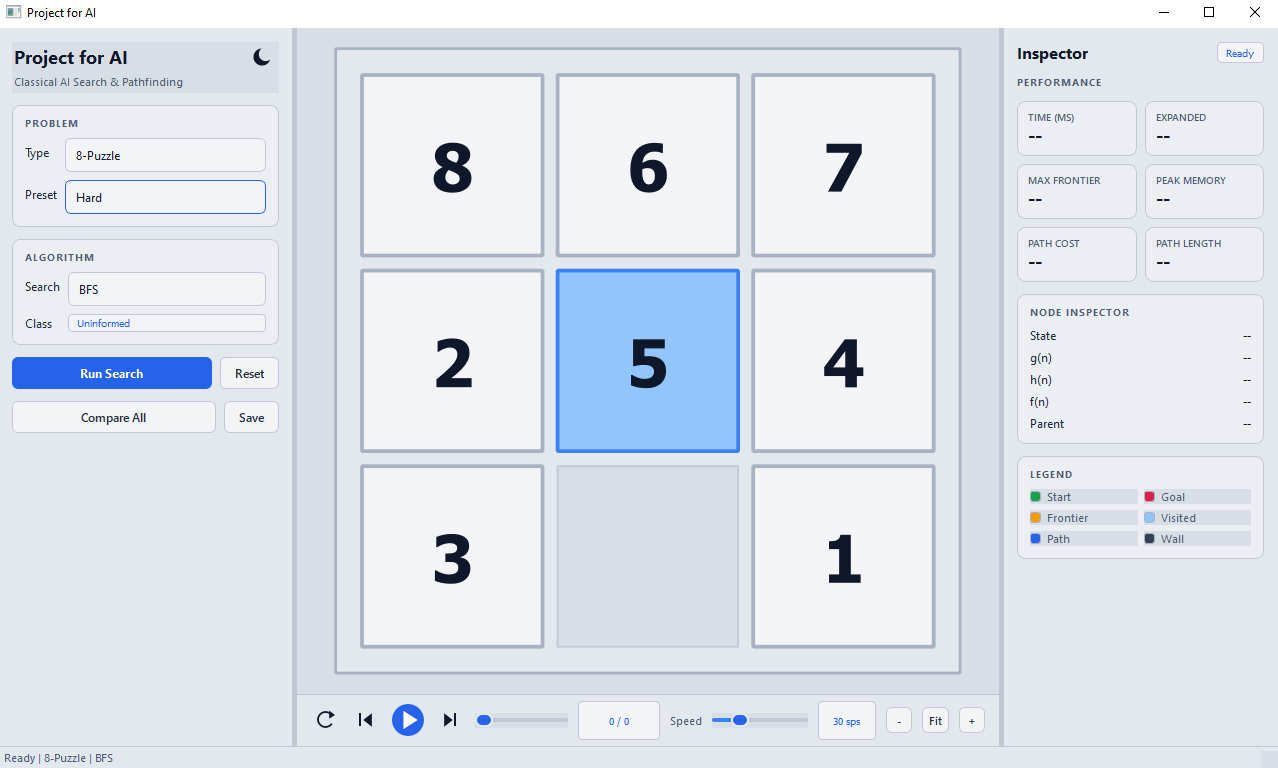 Project for AI
Project for AI
Classical AI Search & Pathfinding
PROBLEM
Type 8-Puzzle
Preset Hard
ALGORITHM
Search BFS
Class Uninformed
Run Search Reset
Compare All Save
8 6 7
2 5 4
3 1
0 / 0 Speed 30 sps - Fit +
Inspector Ready
PERFORMANCE
TIME (MS) EXPANDED
-- --
MAX FRONTIER PEAK MEMORY
-- --
PATH COST PATH LENGTH
-- --
NODE INSPECTOR
State --
g(n) --
h(n) --
f(n) --
Parent --
LEGEND
Start Goal
Frontier Visited
Path Wall
Ready | 8-Puzzle | BFS